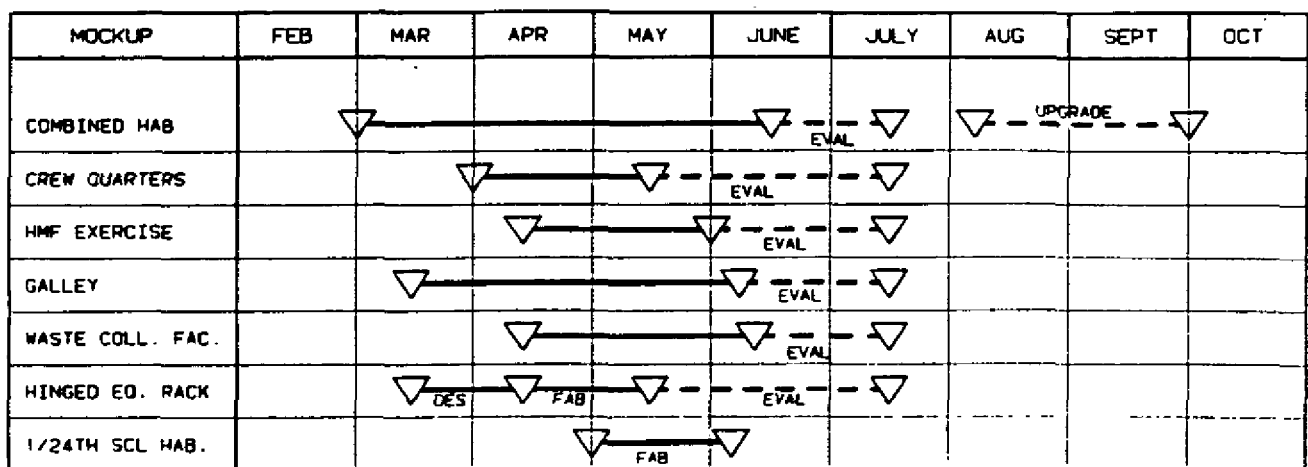 MOCKUP FEB MAR APR MAY JUNE JULY AUG SEPT OCT
COMBINED HAB EVAL UPGRADE
CREW QUARTERS EVAL
HMF EXERCISE EVAL
GALLEY EVAL
WASTE COLL. FAC. EVAL
HINGED EQ. RACK DES FAB EVAL
1/24TH SCL HAB. FAB